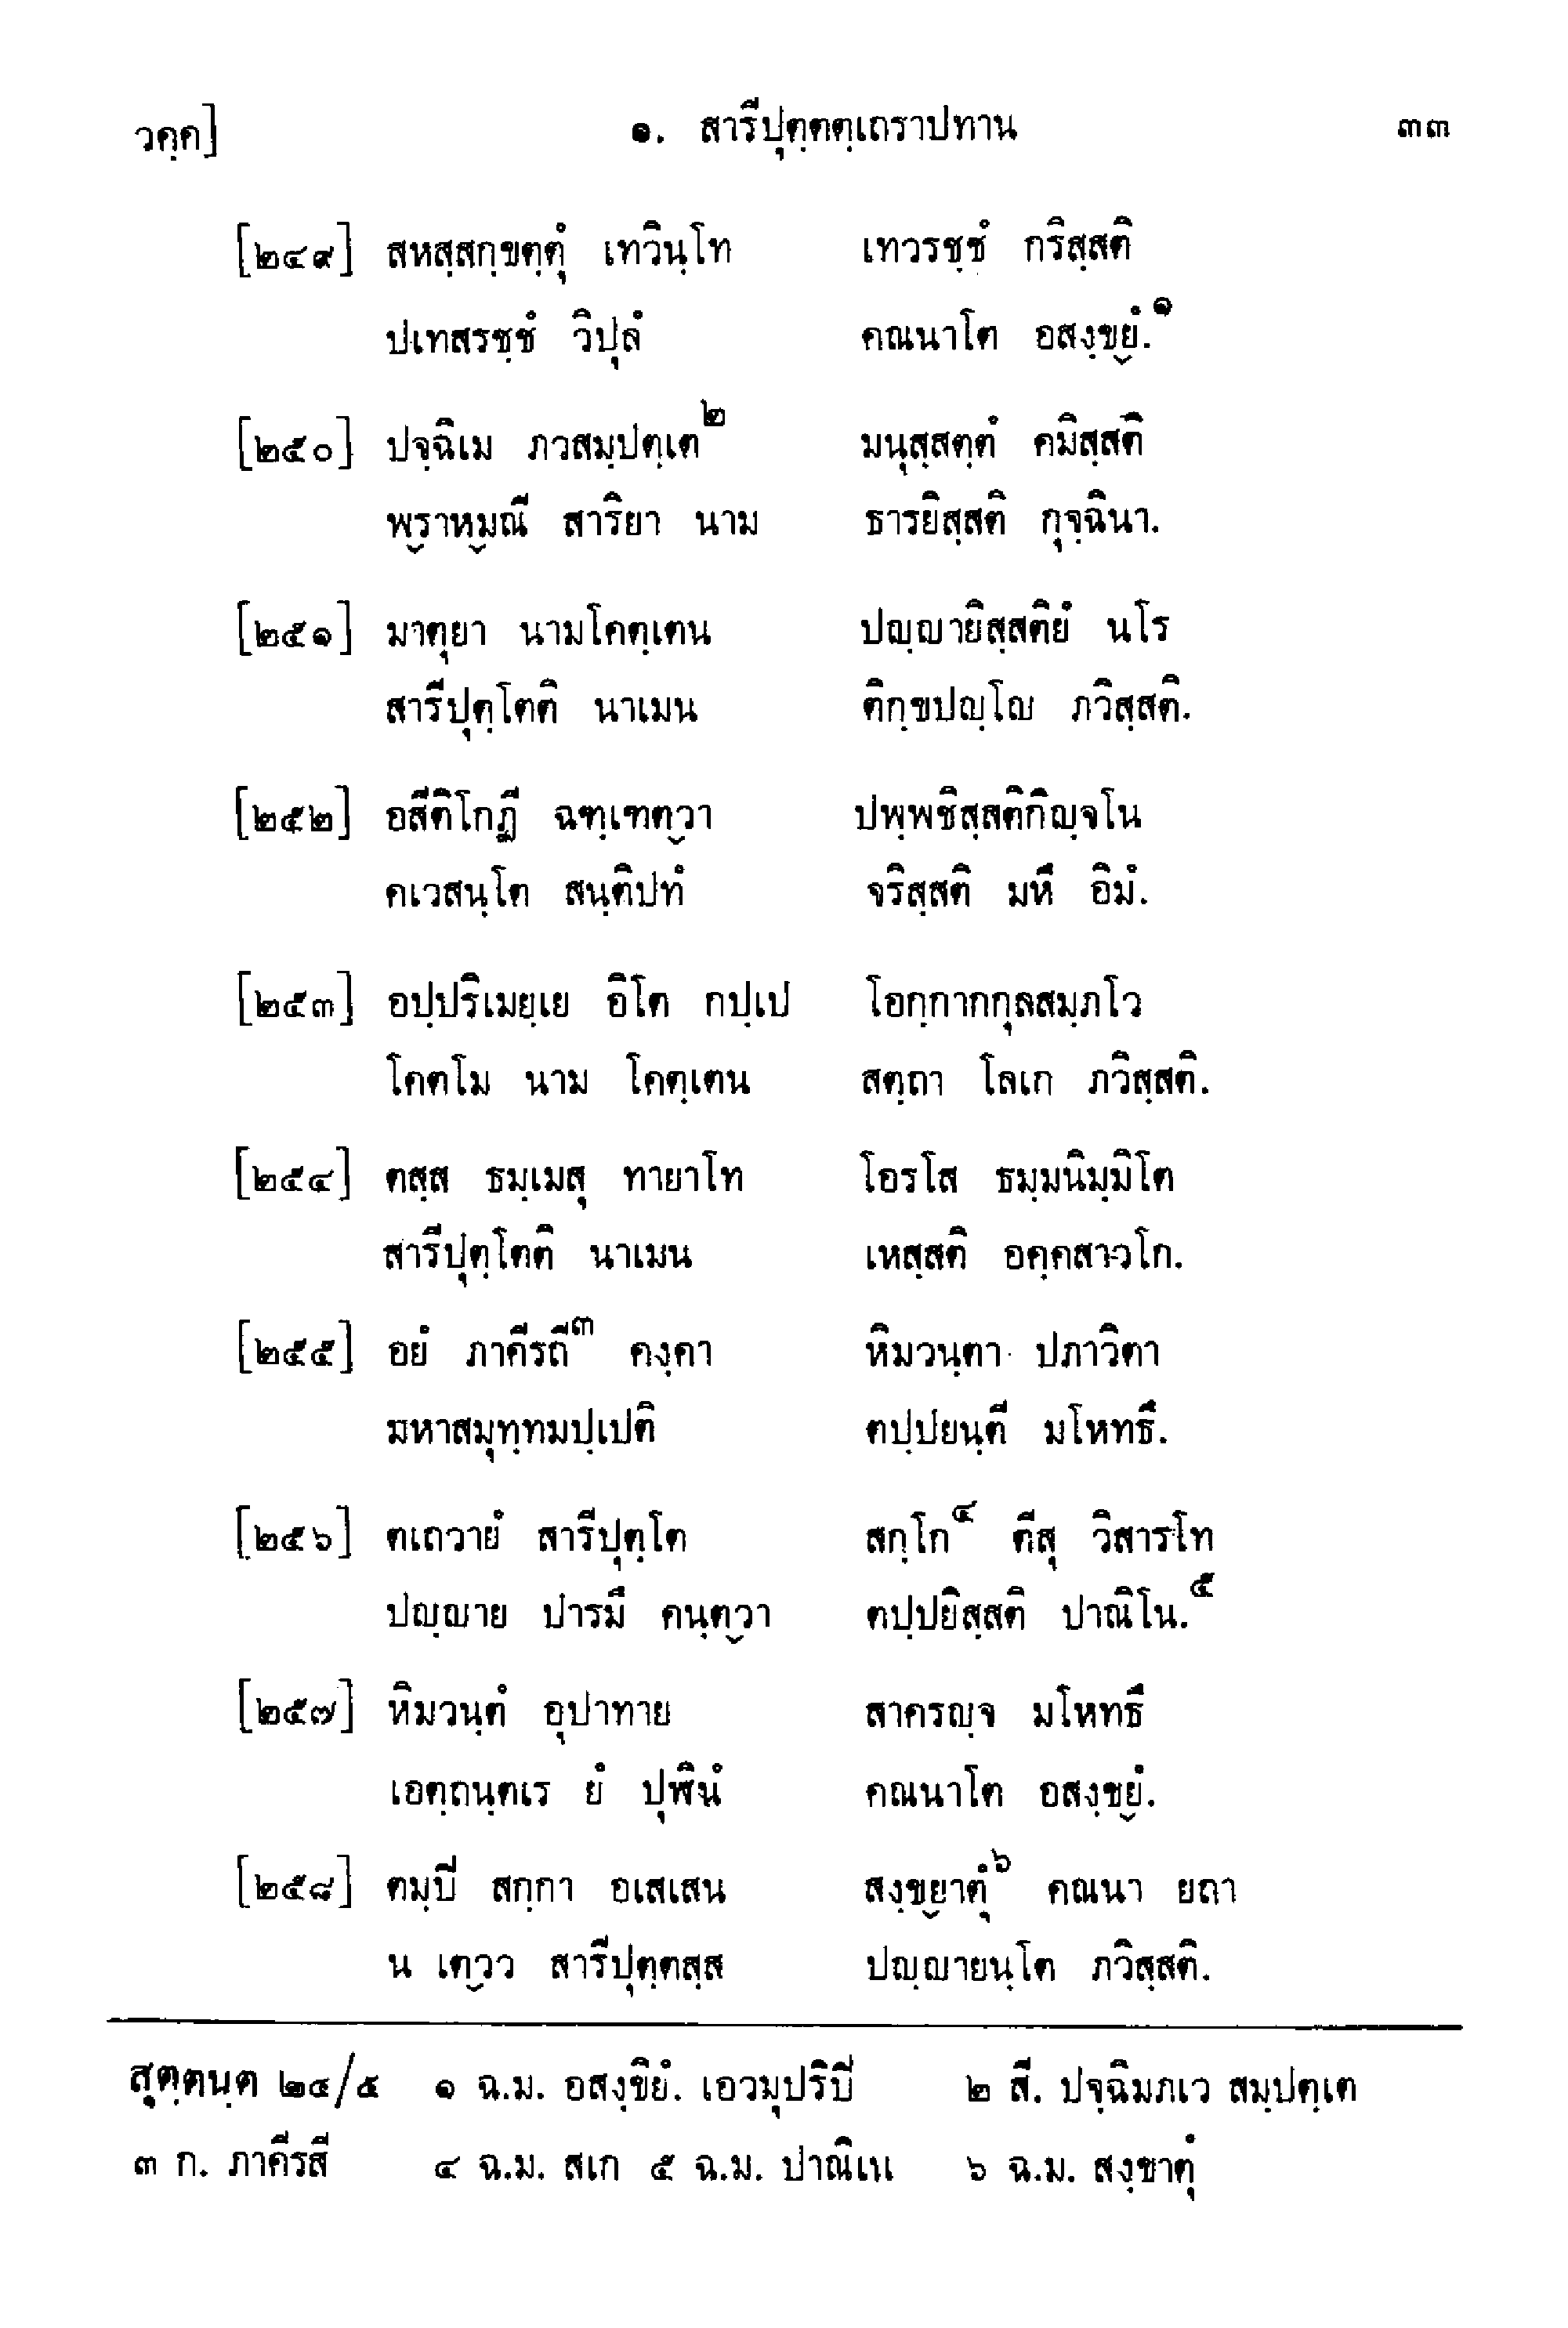 วคฺค] ๑. สารีปุตฺตตฺเถราปทาน ๓๓
[๒๔๙] สหสฺสกฺขตฺตุํ เทวินฺโท เทวรชฺชํ กริสฺสติ
ปเทสรชฺชํ วิปุลํ คณนาโต อสงฺขฺยํ.๑
[๒๕๐] ปจฺฉิเม ภวสมฺปตฺเต๒ มนุสฺสตฺตํ คมิสฺสติ
พฺราหฺมณี สาริยา นาม ธารยิสฺสติ กุจฺฉินา.
[๒๕๑] มาตุยา นามโคตฺเตน ปญฺญายิสฺสติยํ นโร
สารีปุตฺโตติ นาเมน ติกฺขปญฺโญ ภวิสฺสติ.
[๒๕๒] อสีติโกฏี ฉฑฺเฑตฺวา ปพฺพชิสฺสติกิญฺจโน
คเวสนฺโต สนฺติปทํ จริสฺสติ มหึ อิมํ.
[๒๕๓] อปฺปริเมยฺเย อิโต กปฺเป โอกฺกากกุลสมฺภโว
โคตโม นาม โคตฺเตน สตฺถา โลเก ภวิสฺสติ.
[๒๕๔] ตสฺส ธมฺเมสุ ทายาโท โอรโส ธมฺมนิมฺมิโต
สารีปุตฺโตติ นาเมน เหสฺสติ อคฺคสาวโก.
[๒๕๕] อยํ ภาคีรถี๓ คงฺคา หิมวนฺตา ปภาวิตา
มหาสมุทฺทมปฺเปติ ตปฺปยนฺตี มโหทธึ.
[๒๕๖] ตเถวายํ สารีปุตฺโต สกฺโก๔ ตีสุ วิสารโท
ปญฺญาย ปารมึ คนฺตฺวา ตปฺปยิสฺสติ ปาณิโน.๕
[๒๕๗] หิมวนฺตํ อุปาทาย สาครญฺจ มโหทธึ
เอตฺถนฺตเร ยํ ปุฬินํ คณนาโต อสงฺขฺยํ.
[๒๕๘] ตมฺปิ สกฺกา อเสเสน สงฺขฺยาตุํ๖ คณนา ยถา
น เตฺวว สารีปุตฺตสฺส ปญฺญายนฺโต ภวิสฺสติ.
สุตฺตนฺต ๒๔/๕ ๑ ฉ.ม. อสงฺขิยํ. เอวมุปริปิ ๒ สี. ปจฺฉิมภเว สมฺปตฺเต
๓ ก. ภาคีรสี ๔ ฉ.ม. สเก ๕ ฉ.ม. ปาณิเน ๖ ฉ.ม. สงฺขาตุํ